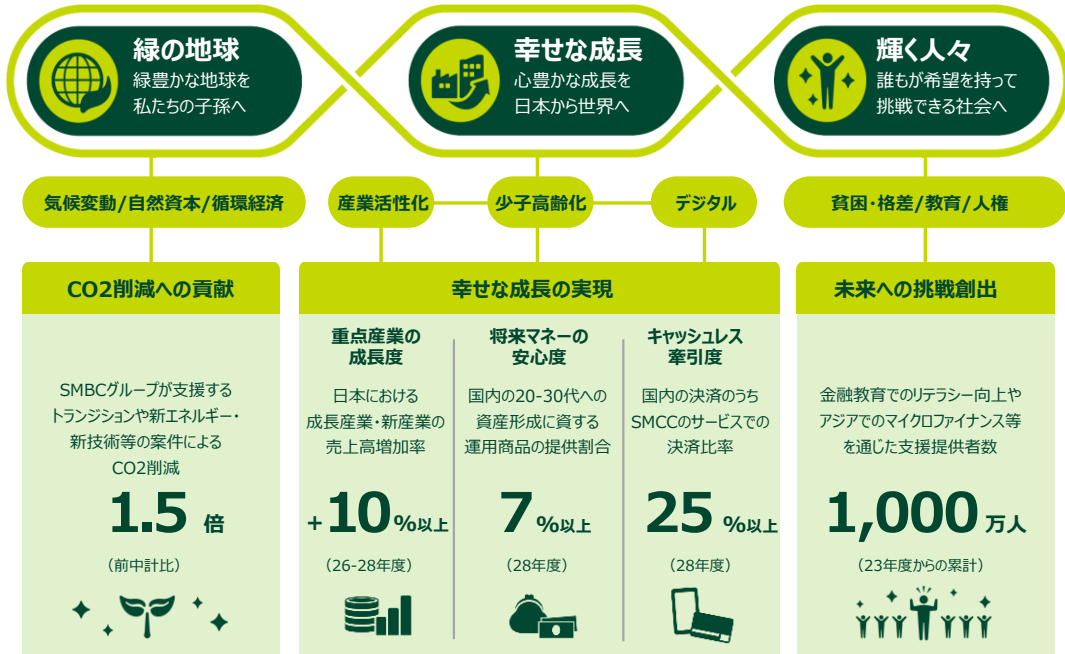 緑の地球
緑豊かな地球を
私たちの子孫へ
幸せな成長
心豊かな成長を
日本から世界へ
輝く人々
誰もが希望を持って
挑戦できる社会へ
気候変動/自然資本/循環経済
産業活性化
少子高齢化
デジタル
貧困・格差/教育/人権
CO2削減への貢献
SMBCグループが支援する
トランジションや新エネルギー・
新技術等の案件による
CO2削減
1.5 倍
(前中計比)
幸せな成長の実現
重点産業の
成長度
日本における
成長産業・新産業の
売上高増加率
+10%以上
(26-28年度)
将来マネーの
安心度
国内の20-30代への
資産形成に資する
運用商品の提供割合
7%以上
(28年度)
キャッシュレス
牽引度
国内の決済のうち
SMCCのサービスでの
決済比率
25%以上
(28年度)
未来への挑戦創出
金融教育でのリテラシー向上や
アジアでのマイクロファイナンス等
を通じた支援提供者数
1,000万人
(23年度からの累計)